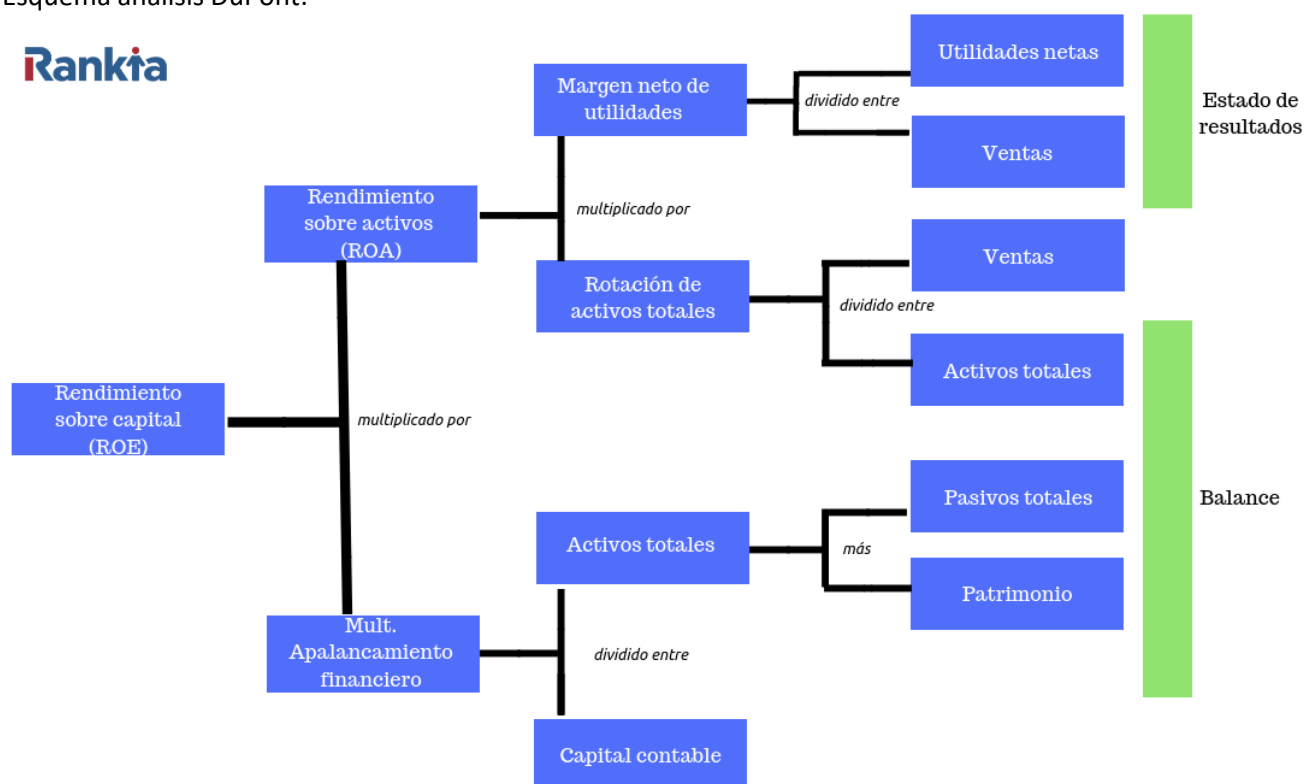 Esquema análisis DuPont:
Rankia
Utilidades netas
Margen neto de
utilidades
dividido entre
Estado de
resultados
Ventas
Rendimiento
sobre activos
(ROA)
multiplicado por
Ventas
Rotación de
activos totales
dividido entre
Activos totales
Rendimiento
sobre capital
(ROE)
multiplicado por
Pasivos totales
Balance
Activos totales
más
Patrimonio
Mult.
Apalancamiento
financiero
dividido entre
Capital contable